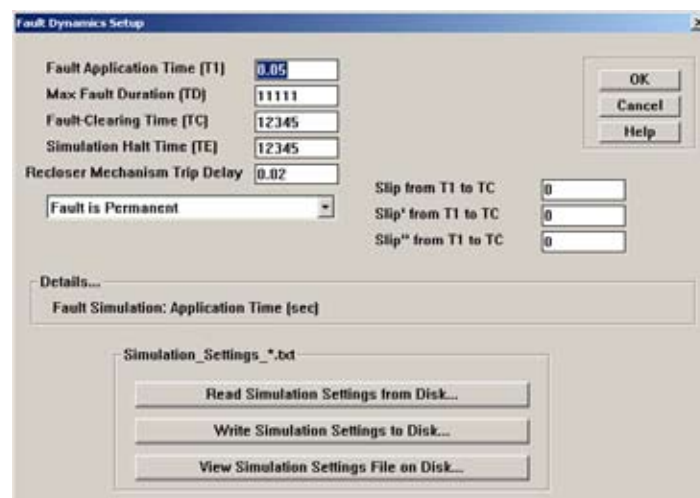 Fault Dynamics Setup
Fault Application Time (T1) 0.05
Max Fault Duration (TD) 11111
Fault-Clearing Time (TC) 12345
Simulation Halt Time (TE) 12345
Recloser Mechanism Trip Delay 0.02
Fault is Permanent
OK
Cancel
Help
Slip from T1 to TC 0
Slip' from T1 to TC 0
Slip'' from T1 to TC 0
Details...
Fault Simulation: Application Time (sec)
Simulation_Settings_*.txt
Read Simulation Settings from Disk...
Write Simulation Settings to Disk...
View Simulation Settings File on Disk...